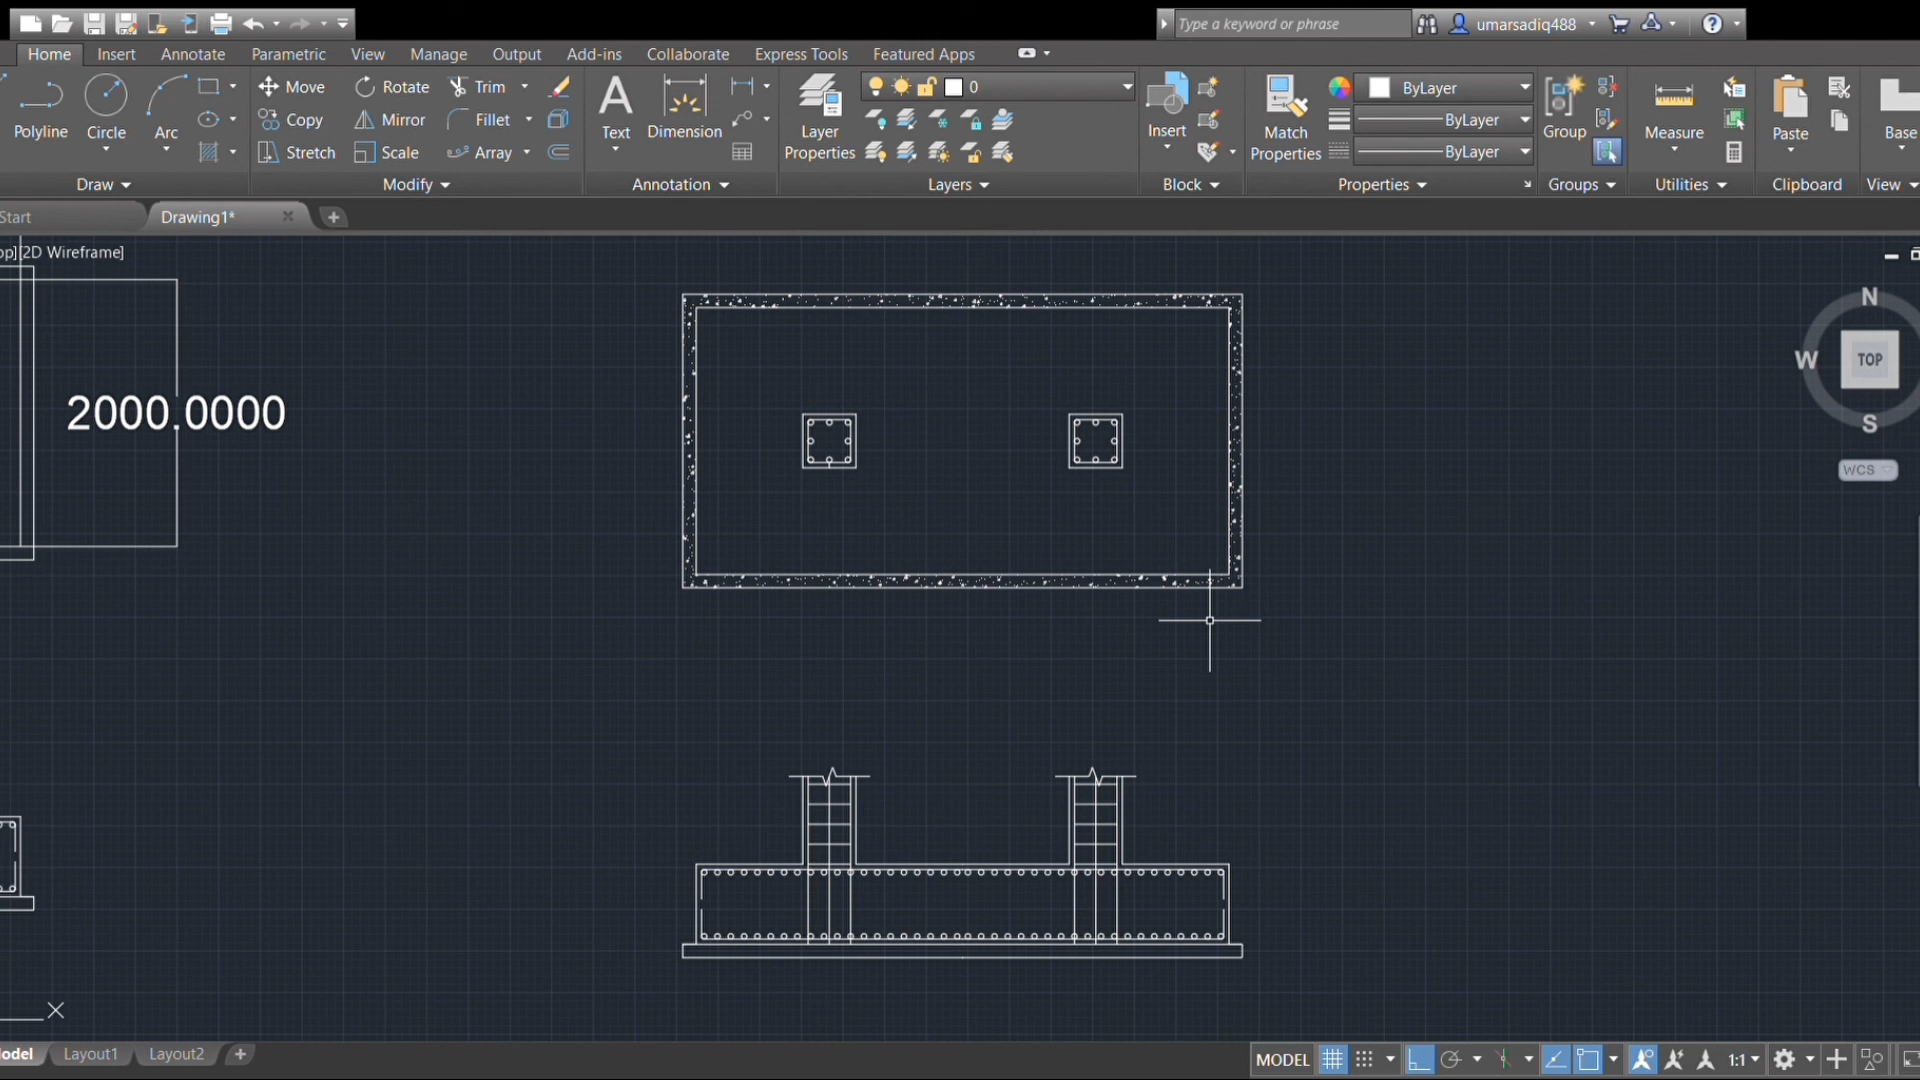 Type a keyword or phrase
umarsadiq488
Home Insert Annotate Parametric View Manage Output Add-ins Collaborate Express Tools Featured Apps
Polyline Circle Arc
Move Rotate Trim
Copy Mirror Fillet
Stretch Scale Array
Text Dimension
Layer Properties
0
Insert
Match Properties
ByLayer
ByLayer
ByLayer
Group
Measure
Paste
Base
Draw Modify Annotation Layers Block Properties Groups Utilities Clipboard View
Start Drawing1*
op][2D Wireframe]
2000.0000
N
W TOP
S
WCS
X
odel Layout1 Layout2
MODEL 1:1